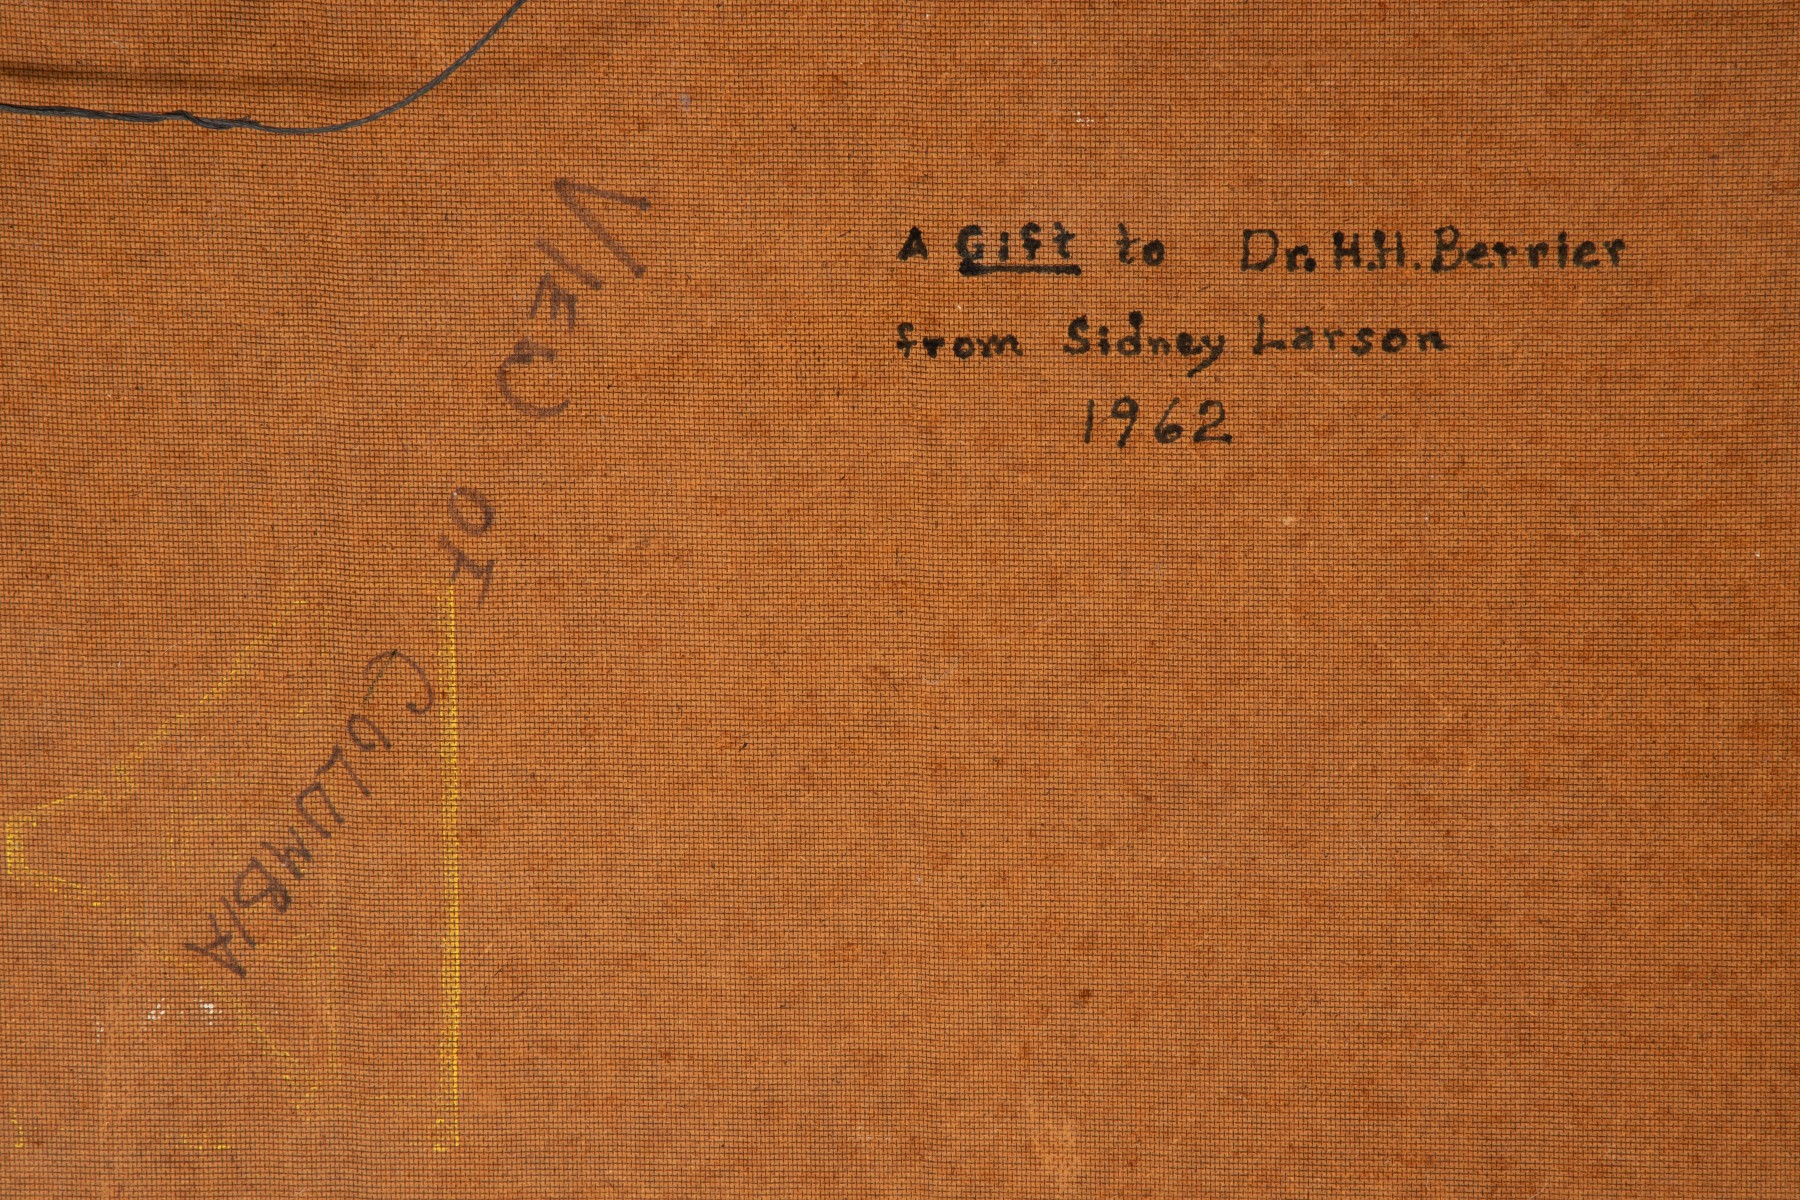 A Gift to Dr. H.H. Berrier
from Sidney Larson
1962
VIEW
OF
COLUMBIA